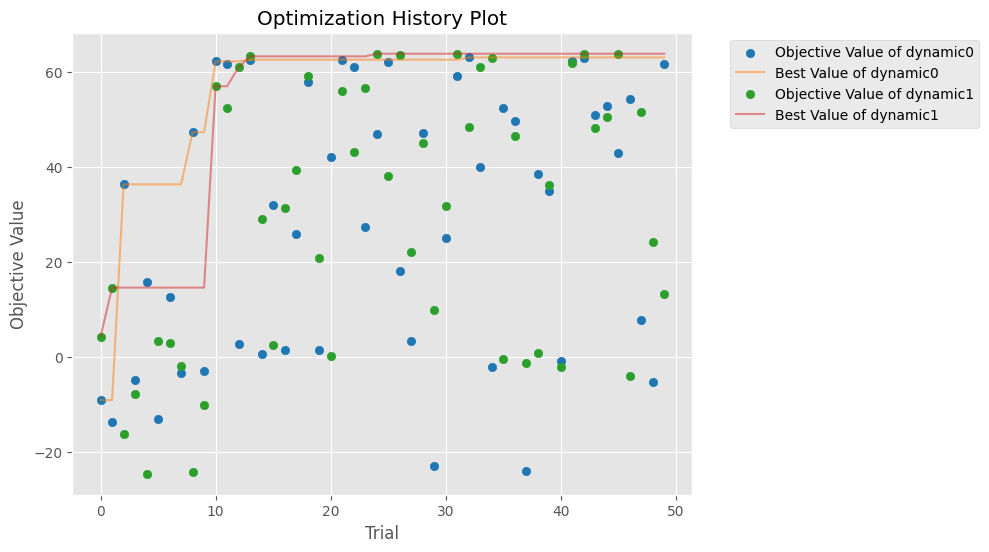 Optimization History Plot
Objective Value of dynamic0
Best Value of dynamic0
Objective Value of dynamic1
Best Value of dynamic1
60
40
20
0
−20
Objective Value
0 10 20 30 40 50
Trial